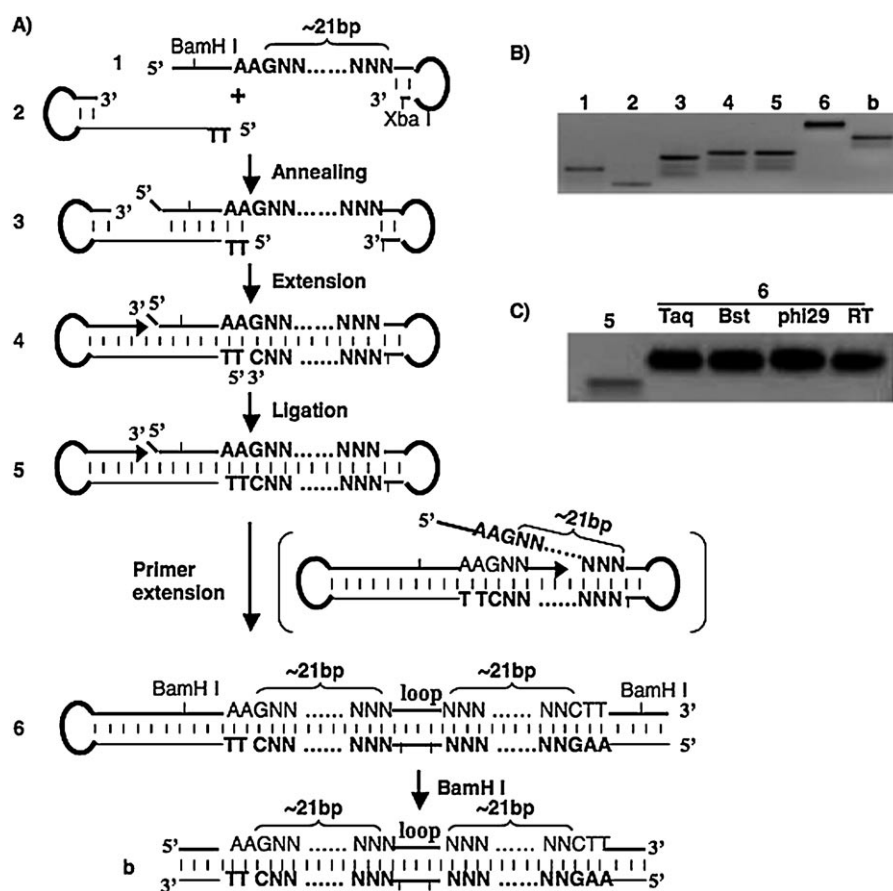 A)
~21bp
BamH I
1
5' AAGNN......NNN
+
3'
Xba I
2
3'
TT 5'
Annealing
3
5'
3' AAGNN......NNN
TT 5' 3'
Extension
4
3' 5' AAGNN......NNN
TT CNN ......NNN
5' 3'
Ligation
5
3' 5' AAGNN......NNN
TTCNN ......NNN
Primer
extension
5' AAGNN......NNN
~21bp
AAGNN
T TCNN ......NNN
6
~21bp loop ~21bp
BamH I BamH I
AAGNN ...... NNN NNN ...... NNCTT 3'
TT CNN ...... NNN NNN ...... NNGAA 5'
BamH I
b
~21bp loop ~21bp
5' AAGNN ...... NNN NNN ...... NNCTT 3'
3' TT CNN ...... NNN NNN ...... NNGAA 5'
B)
1 2 3 4 5 6 b
C)
6
5 Taq Bst phi29 RT